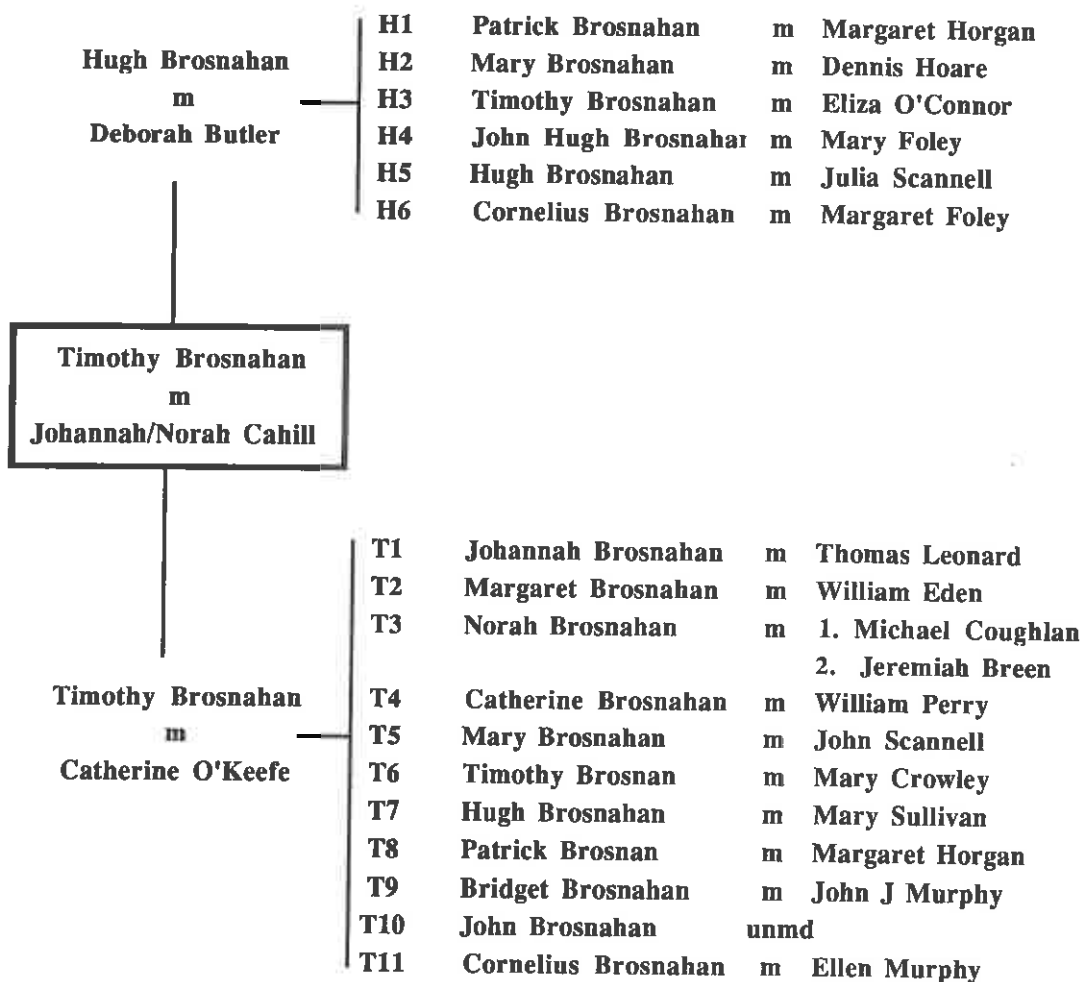 Hugh Brosnahan
m
Deborah Butler
H1 Patrick Brosnahan m Margaret Horgan
H2 Mary Brosnahan m Dennis Hoare
H3 Timothy Brosnahan m Eliza O'Connor
H4 John Hugh Brosnahan m Mary Foley
H5 Hugh Brosnahan m Julia Scannell
H6 Cornelius Brosnahan m Margaret Foley
Timothy Brosnahan
m
Johannah/Norah Cahill
Timothy Brosnahan
m
Catherine O'Keefe
T1 Johannah Brosnahan m Thomas Leonard
T2 Margaret Brosnahan m William Eden
T3 Norah Brosnahan m 1. Michael Coughlan
2. Jeremiah Breen
T4 Catherine Brosnahan m William Perry
T5 Mary Brosnahan m John Scannell
T6 Timothy Brosnan m Mary Crowley
T7 Hugh Brosnahan m Mary Sullivan
T8 Patrick Brosnan m Margaret Horgan
T9 Bridget Brosnahan m John J Murphy
T10 John Brosnahan unmd
T11 Cornelius Brosnahan m Ellen Murphy